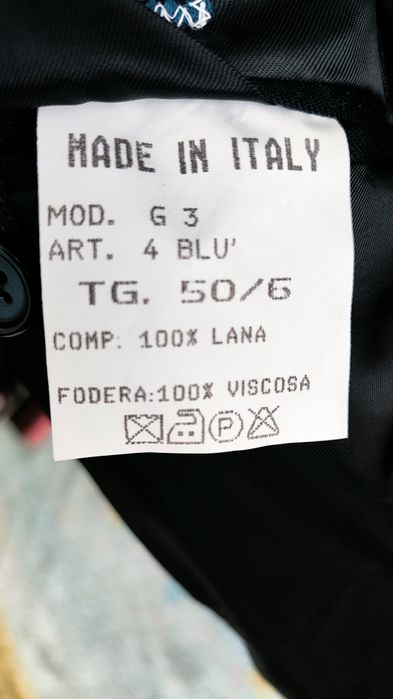 MADE IN ITALY
MOD. G 3
ART. 4 BLU'
TG. 50/6
COMP: 100% LANA
FODERA:100% VISCOSA
P